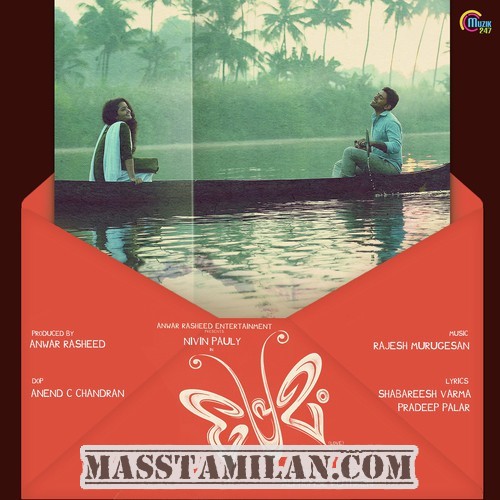 Muzik
247
ANWAR RASHEED ENTERTAINMENT
PRESENTS
NIVIN PAULY
IN
PRODUCED BY
ANWAR RASHEED
DOP
ANEND C CHANDRAN
MUSIC
RAJESH MURUGESAN
LYRICS
SHABAREESH VARMA
PRADEEP PALAR
പ്രേമം
MASSTAMILAN.COM